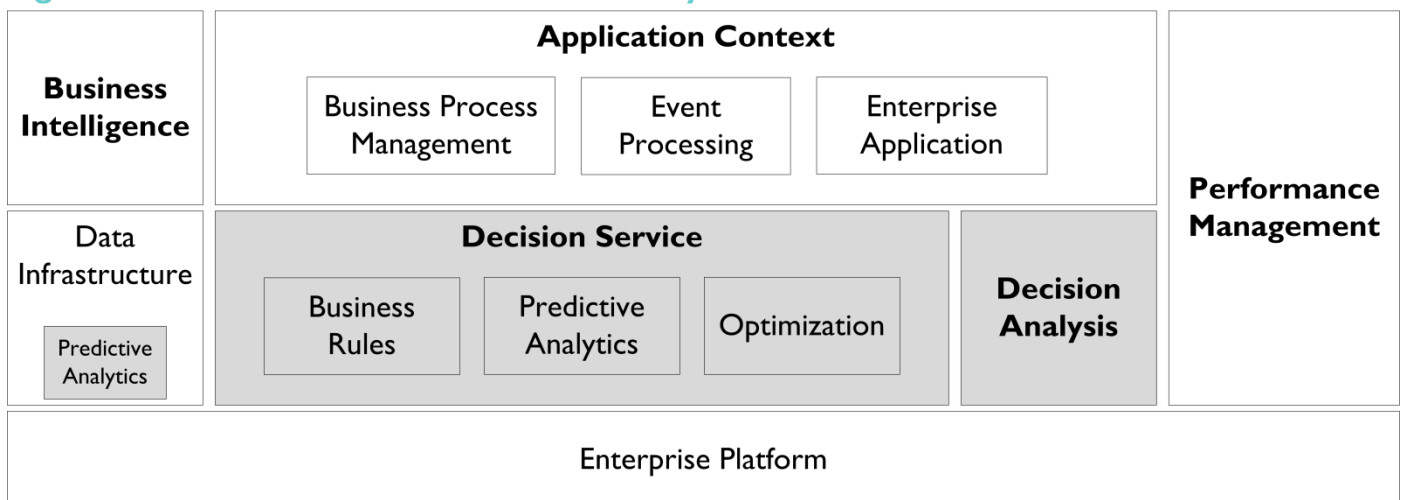 Application Context
Business
Intelligence
Business Process
Management
Event
Processing
Enterprise
Application
Performance
Management
Data
Infrastructure
Predictive
Analytics
Decision Service
Business
Rules
Predictive
Analytics
Optimization
Decision
Analysis
Enterprise Platform